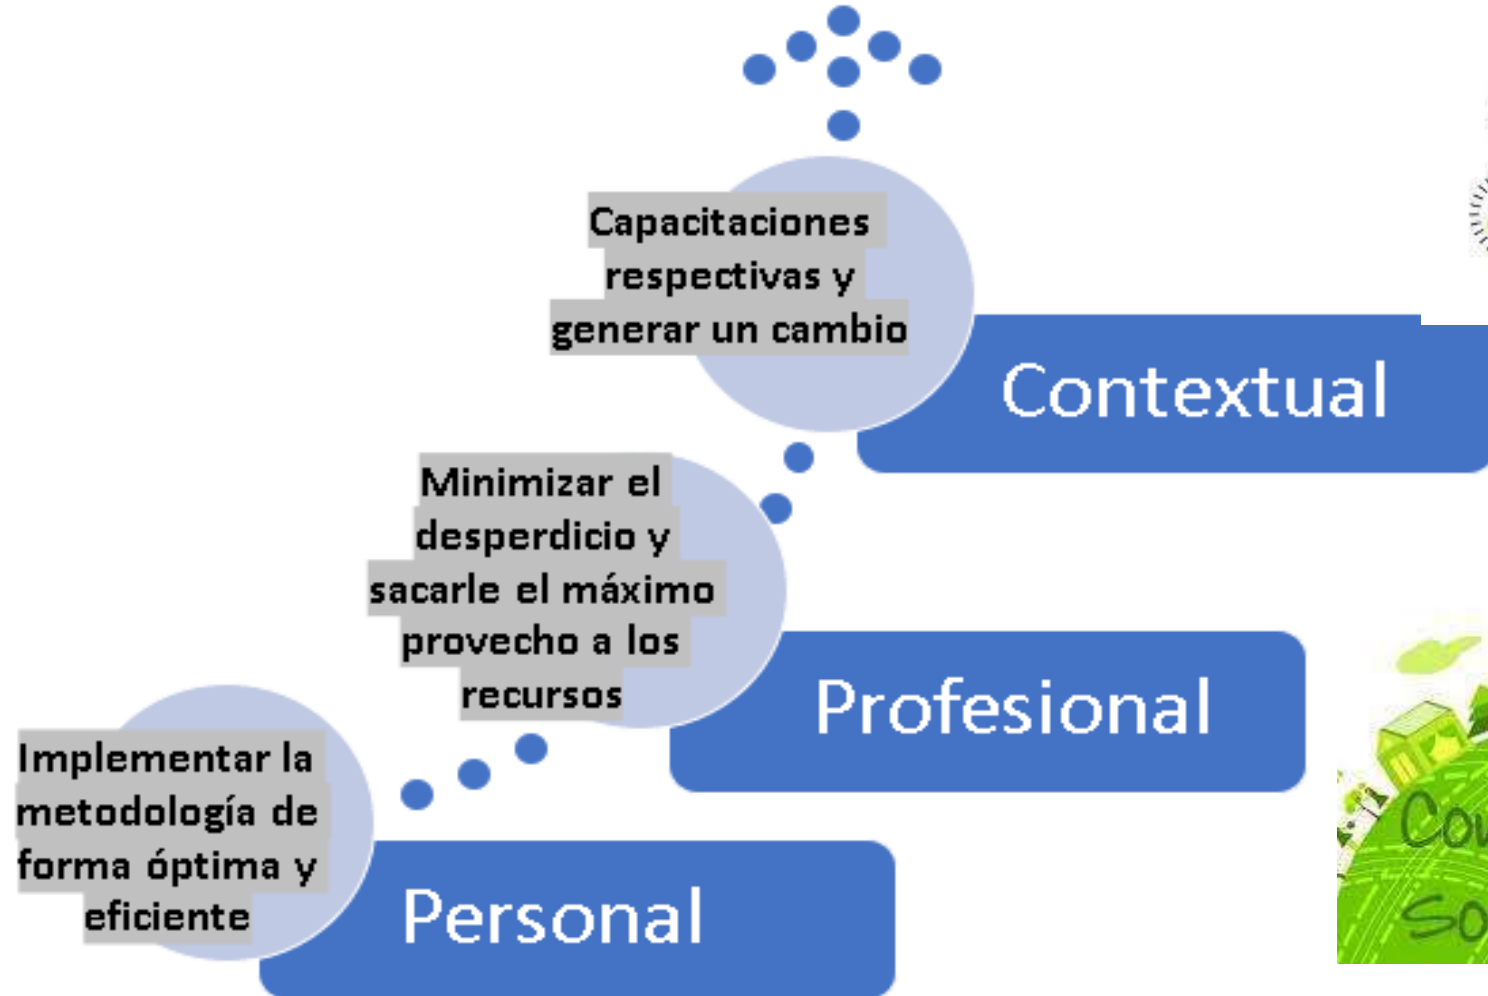 Capacitaciones
respectivas y
generar un cambio
Contextual
Minimizar el
desperdicio y
sacarle el máximo
provecho a los
recursos
Profesional
Implementar la
metodología de
forma óptima y
eficiente
Personal